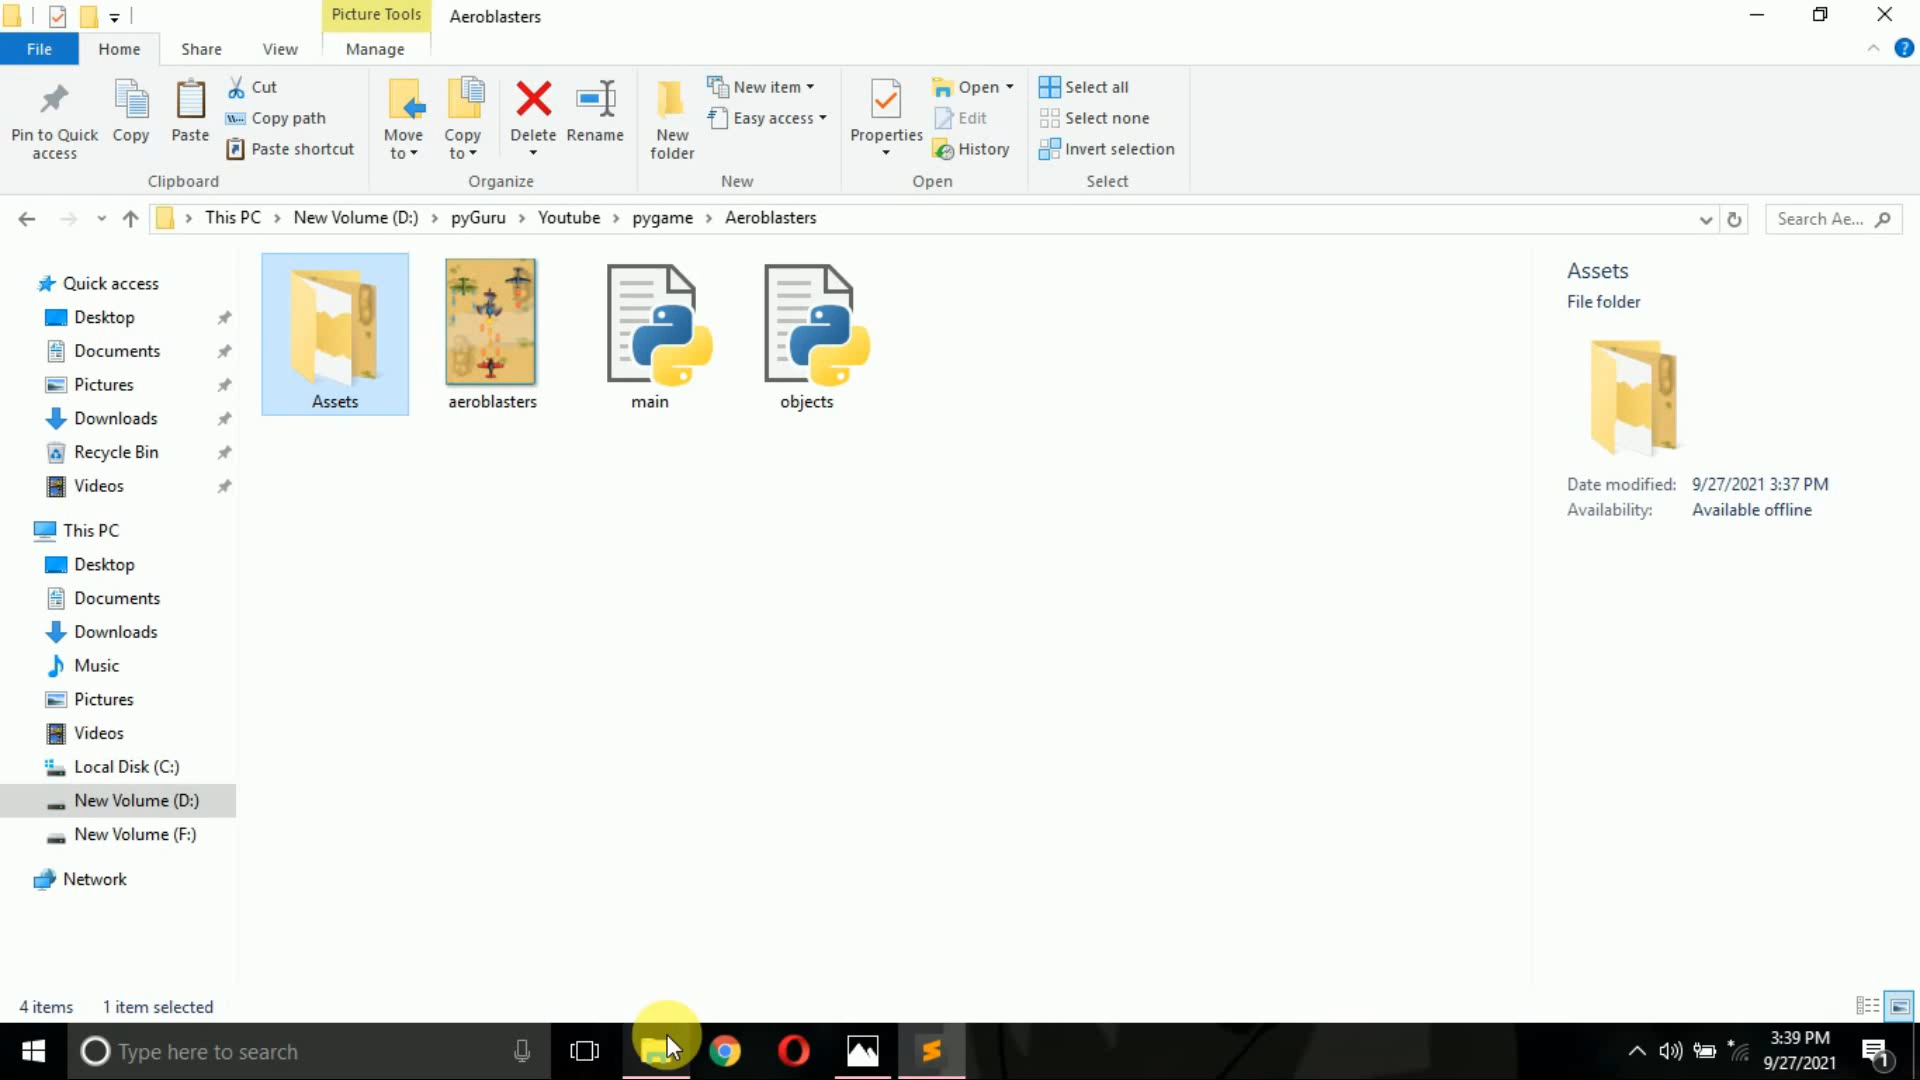 Picture Tools
Aeroblasters
File
Home
Share
View
Manage
Pin to Quick access
Copy
Paste
Cut
Copy path
Paste shortcut
Clipboard
Move to
Copy to
Delete
Rename
Organize
New folder
New item
Easy access
New
Properties
Open
Edit
History
Open
Select all
Select none
Invert selection
Select
This PC > New Volume (D:) > pyGuru > Youtube > pygame > Aeroblasters
Search Ae...
Quick access
Desktop
Documents
Pictures
Downloads
Recycle Bin
Videos
This PC
Desktop
Documents
Downloads
Music
Pictures
Videos
Local Disk (C:)
New Volume (D:)
New Volume (F:)
Network
Assets
aeroblasters
main
objects
Assets
File folder
Date modified: 9/27/2021 3:37 PM
Availability: Available offline
4 items
1 item selected
Type here to search
3:39 PM
9/27/2021
1